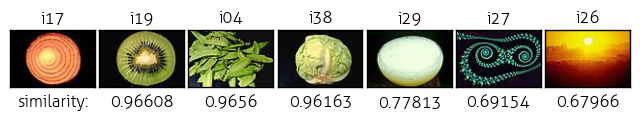 i17 i19 i04 i38 i29 i27 i26
similarity: 0.96608 0.9656 0.96163 0.77813 0.69154 0.67966